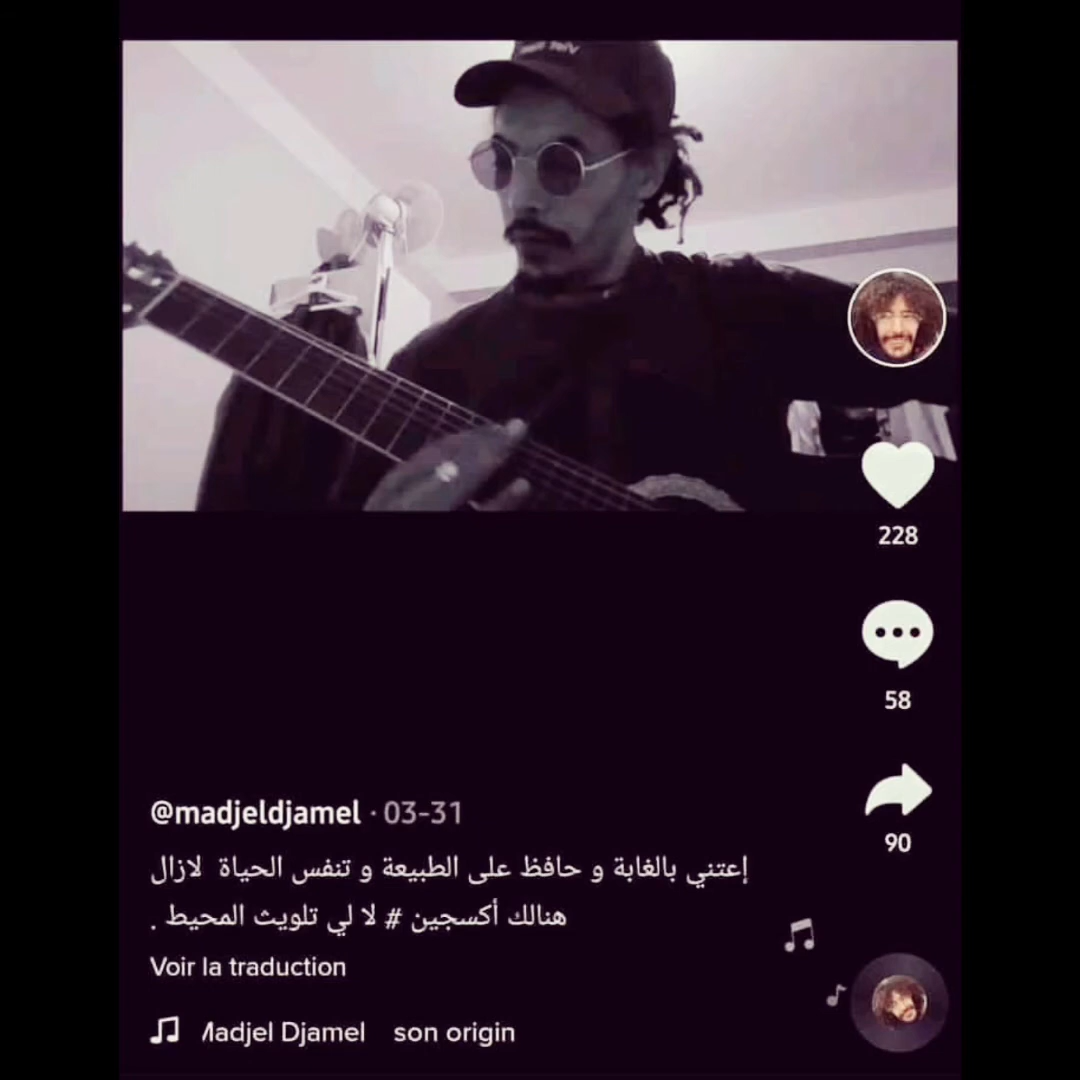 228
58
90
@madjeldjamel · 03-31
إعتني بالغابة و حافظ على الطبيعة و تنفس الحياة لازال
هنالك أكسجين # لا لي تلويث المحيط .
Voir la traduction
Madjel Djamel son origin